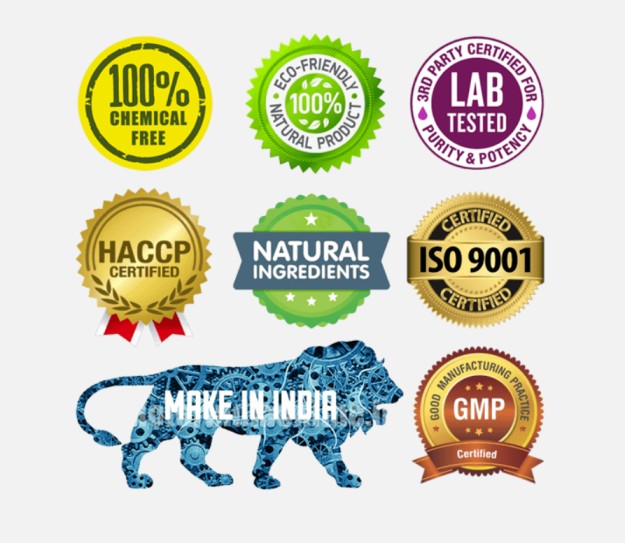 100%
CHEMICAL
FREE
ECO-FRIENDLY
100%
NATURAL PRODUCT
3RD PARTY CERTIFIED FOR
LAB
TESTED
PURITY & POTENCY
HACCP
CERTIFIED
NATURAL
INGREDIENTS
CERTIFIED
ISO 9001
CERTIFIED
MAKE IN INDIA
GOOD MANUFACTURING PRACTICE
GMP
Certified